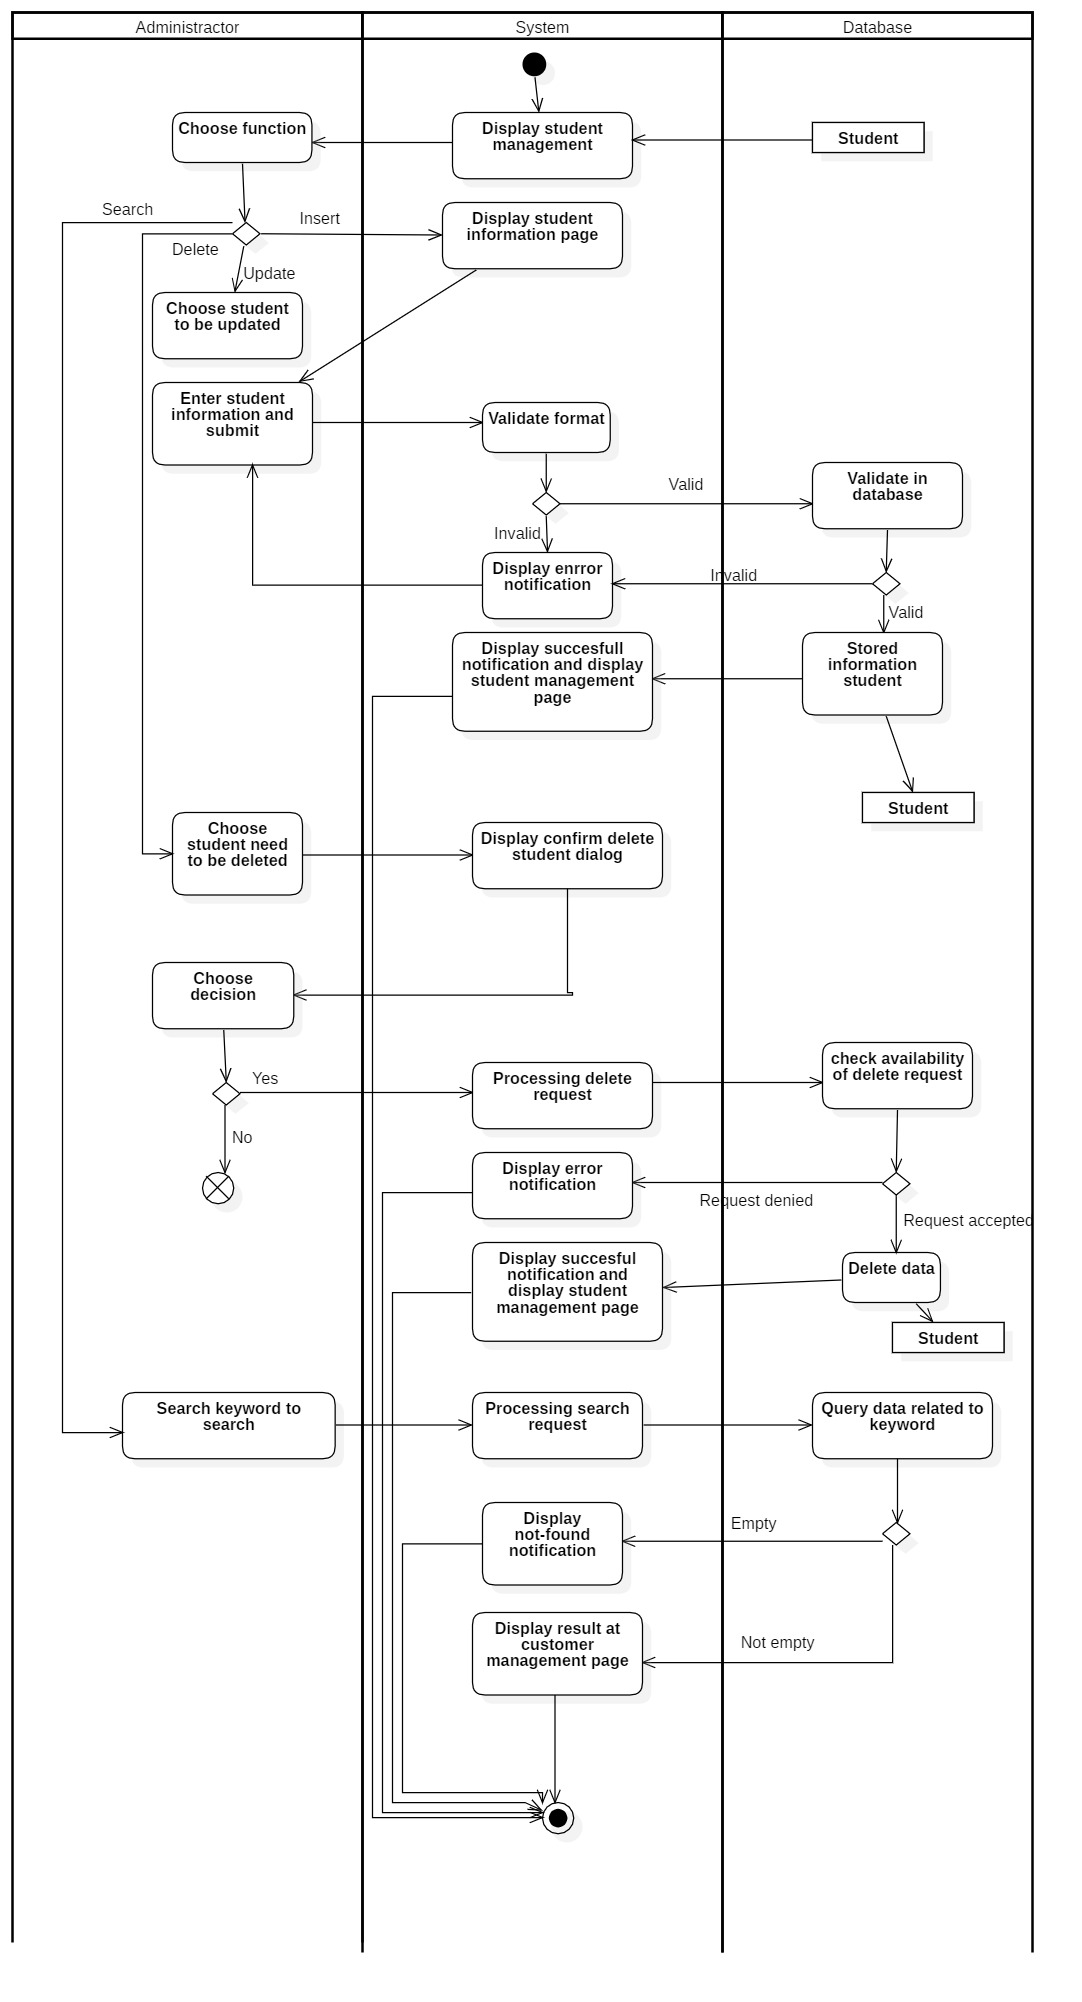 Administractor
System
Database
Choose function
Display student
management
Student
Search
Insert
Display student
information page
Delete
Update
Choose student
to be updated
Enter student
information and
submit
Validate format
Valid
Validate in
database
Invalid
Display enrror
notification
Invalid
Valid
Display succesfull
notification and display
student management
page
Stored
information
student
Student
Choose
student need
to be deleted
Display confirm delete
student dialog
Choose
decision
Yes
Processing delete
request
check availability
of delete request
No
Display error
notification
Request denied
Request accepted
Display succesful
notification and
display student
management page
Delete data
Student
Search keyword to
search
Processing search
request
Query data related to
keyword
Display
not-found
notification
Empty
Display result at
customer
management page
Not empty